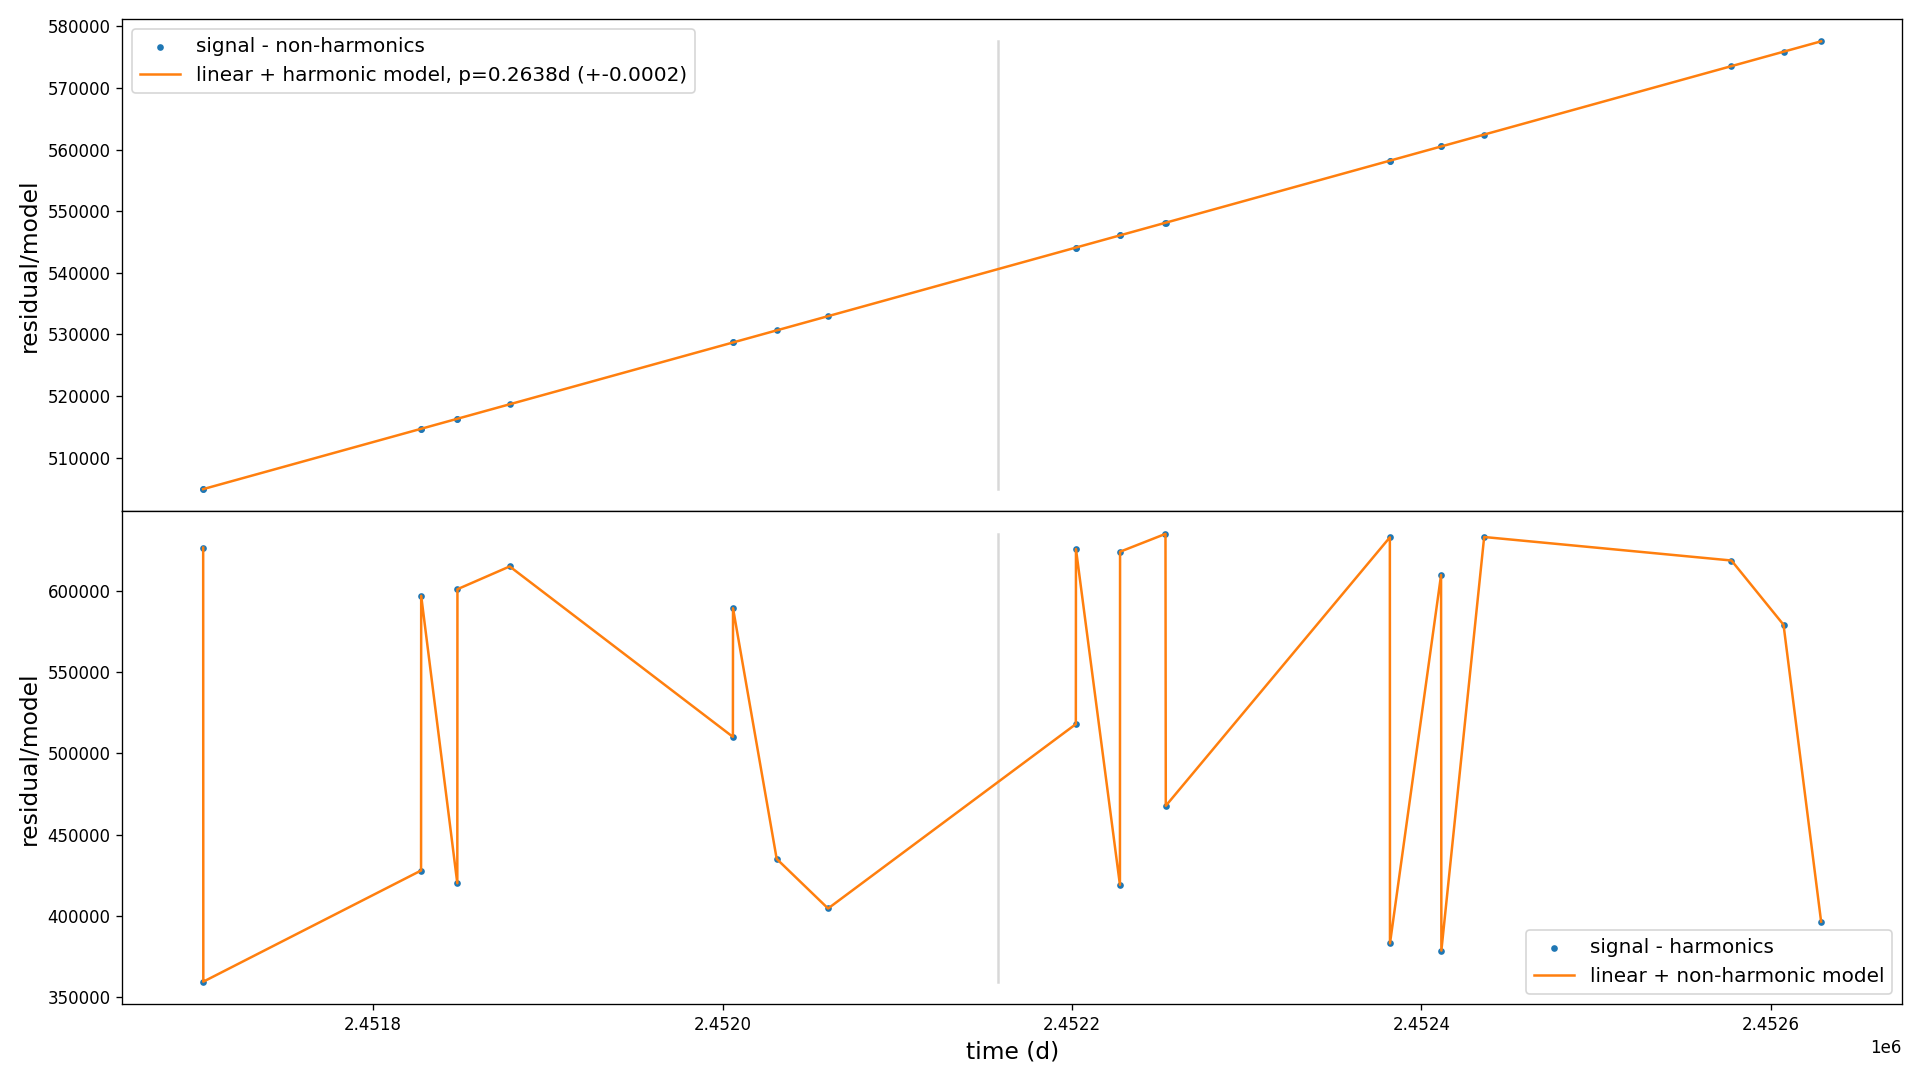 580000
570000
560000
550000
540000
530000
520000
510000
residual/model
signal - non-harmonics
linear + harmonic model, p=0.2638d (+-0.0002)
600000
550000
500000
450000
400000
350000
residual/model
signal - harmonics
linear + non-harmonic model
2.4518 2.4520 2.4522 2.4524 2.4526
1e6
time (d)